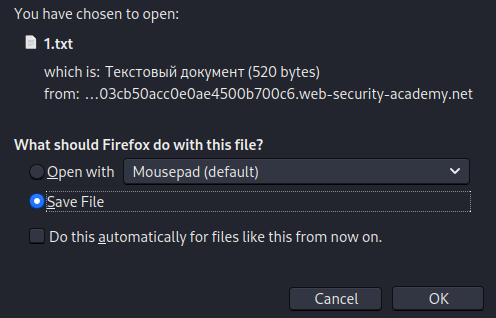 You have chosen to open:
1.txt
which is: Текстовый документ (520 bytes)
from: …03cb50acc0e0ae4500b700c6.web-security-academy.net
What should Firefox do with this file?
Open with Mousepad (default)
Save File
Do this automatically for files like this from now on.
Cancel OK